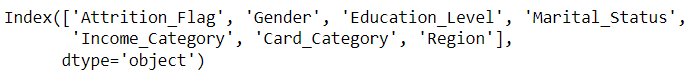 Index(['Attrition_Flag', 'Gender', 'Education_Level', 'Marital_Status',
       'Income_Category', 'Card_Category', 'Region'],
      dtype='object')